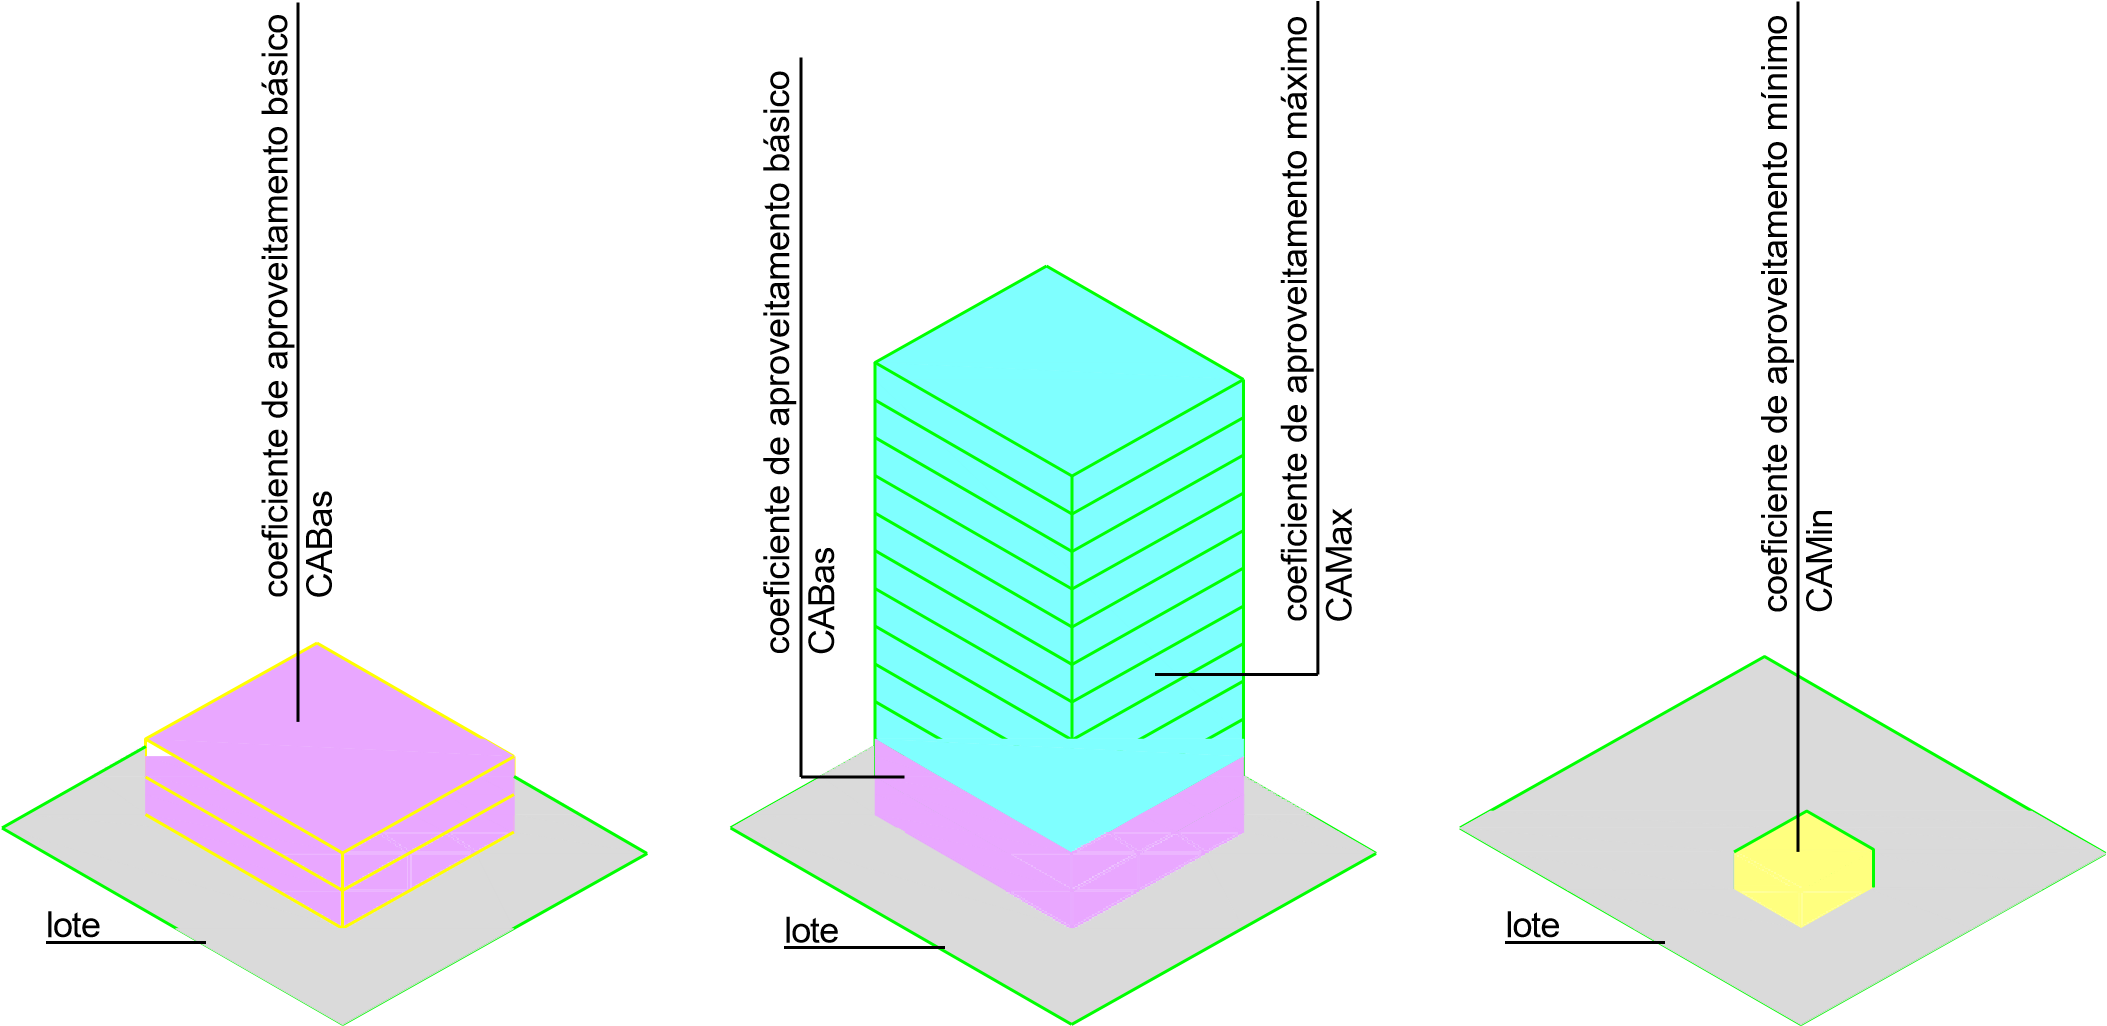 coeficiente de aproveitamento básico
CABas
lote
coeficiente de aproveitamento básico
CABas
coeficiente de aproveitamento máximo
CAMax
lote
coeficiente de aproveitamento mínimo
CAMin
lote